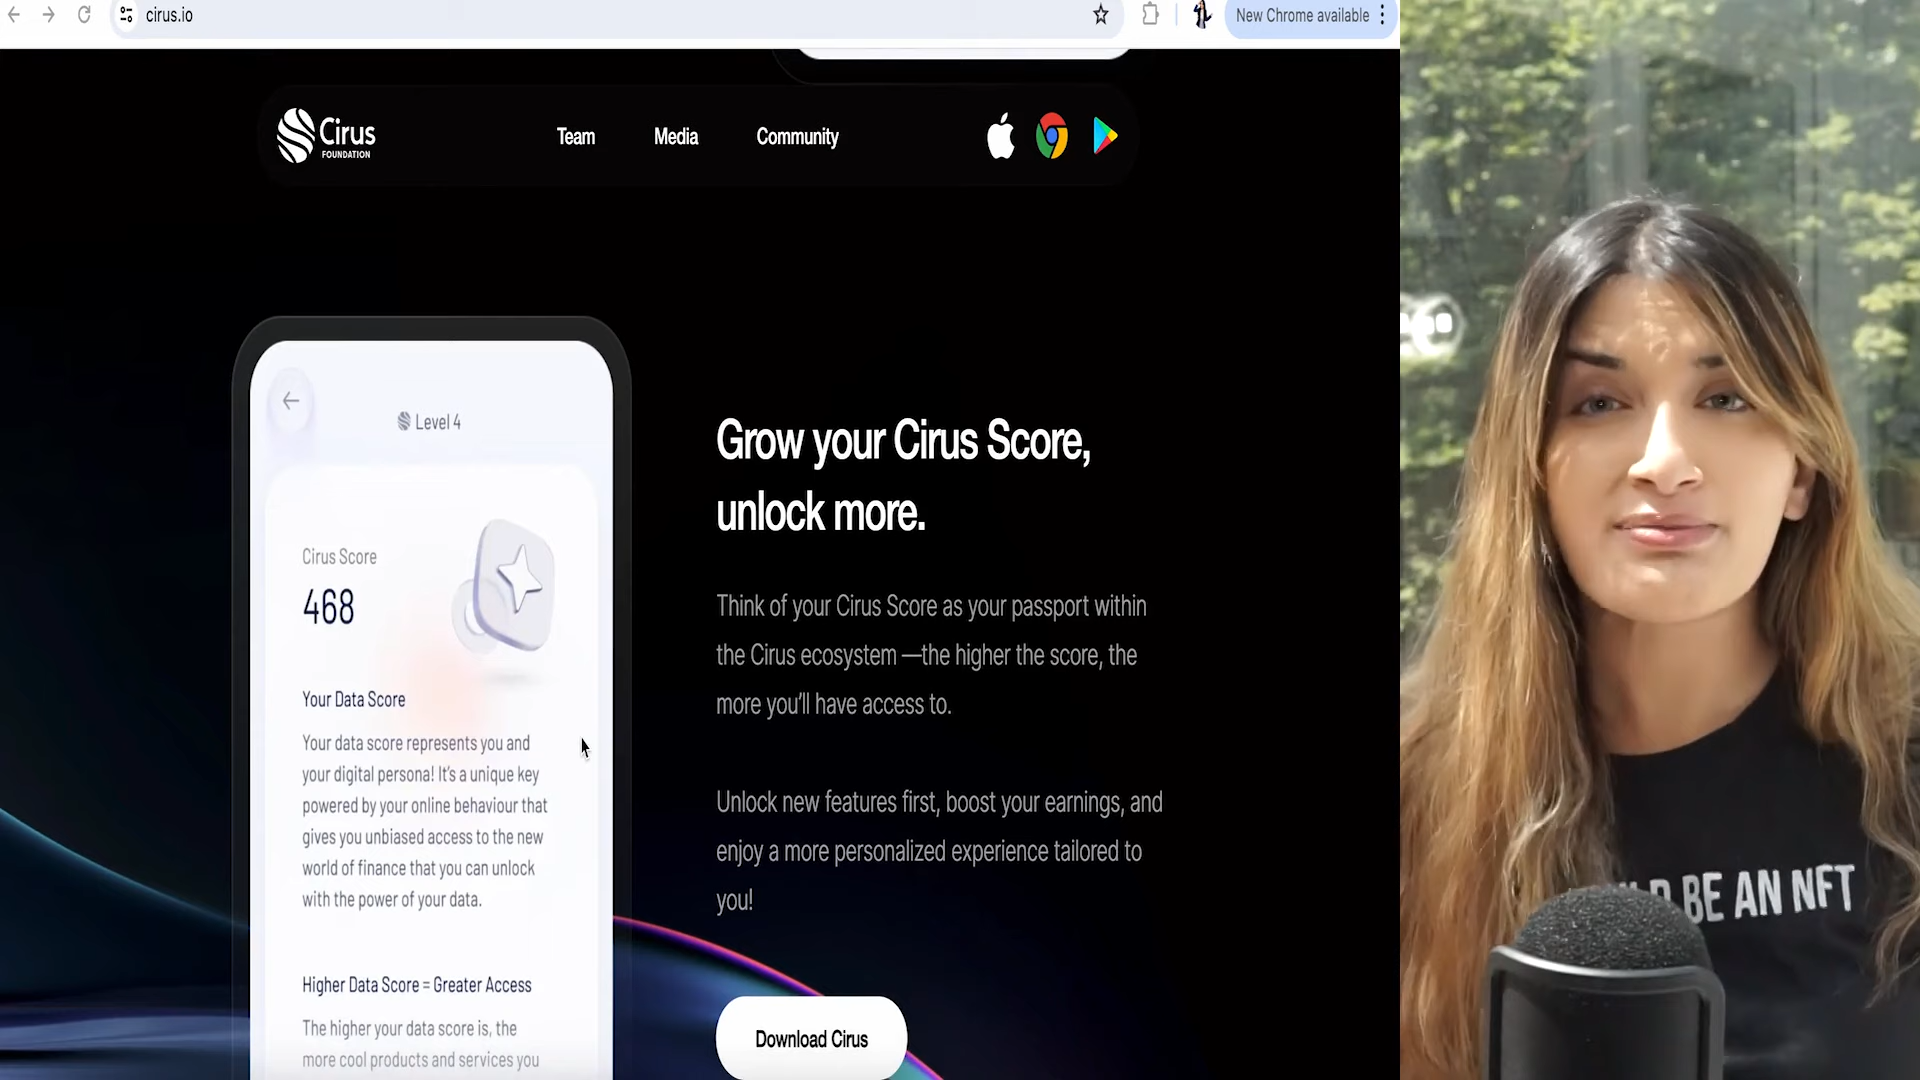 cirus.io
New Chrome available
Cirus
FOUNDATION
Team
Media
Community
Level 4
Cirus Score
468
Your Data Score
Your data score represents you and
your digital persona! It's a unique key
powered by your online behaviour that
gives you unbiased access to the new
world of finance that you can unlock
with the power of your data.
Higher Data Score = Greater Access
The higher your data score is, the
more cool products and services you
Grow your Cirus Score,
unlock more.
Think of your Cirus Score as your passport within
the Cirus ecosystem —the higher the score, the
more you'll have access to.
Unlock new features first, boost your earnings, and
enjoy a more personalized experience tailored to
you!
Download Cirus
BE AN NFT